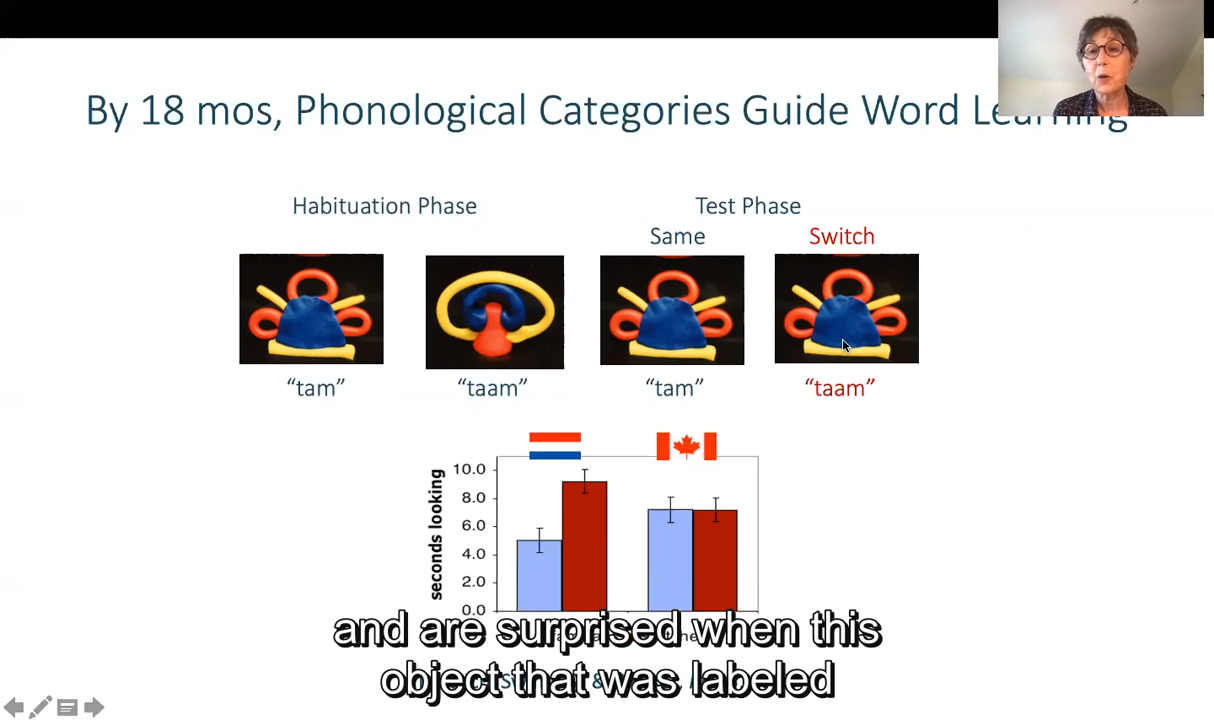 By 18 mos, Phonological Categories Guide Word Learning
Habituation Phase
Test Phase
Same
Switch
“tam”
“taam”
“tam”
“taam”
seconds looking
10.0
8.0
6.0
4.0
2.0
0.0
and are surprised when this
object that was labeled